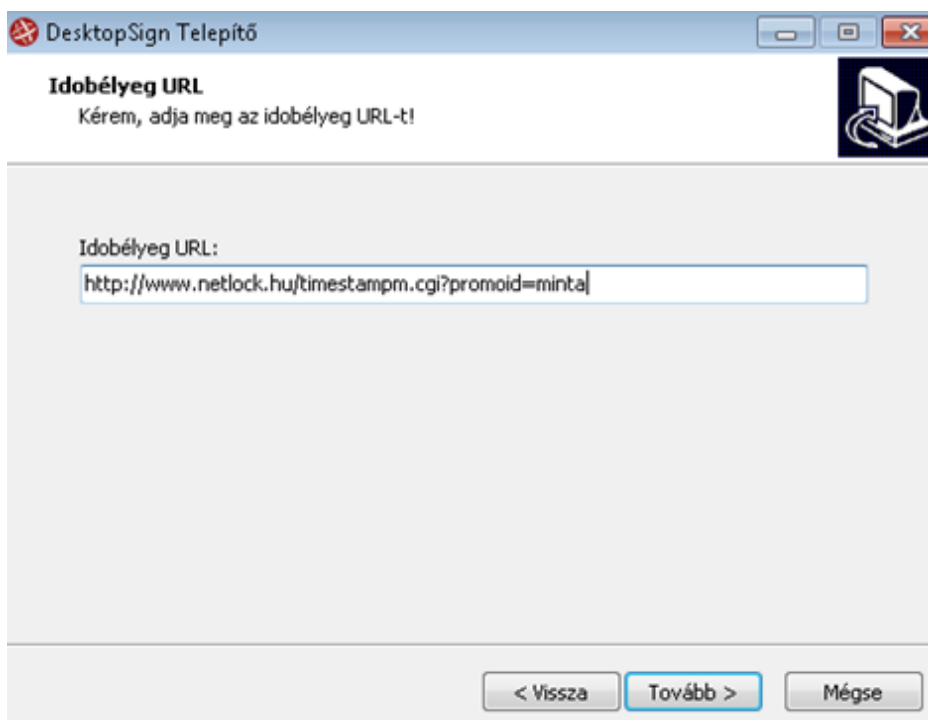 DesktopSign Telepítő
Idobélyeg URL
Kérem, adja meg az idobélyeg URL-t!
Idobélyeg URL:
http://www.netlock.hu/timestampm.cgi?promoid=minta
< Vissza
Tovább >
Mégse